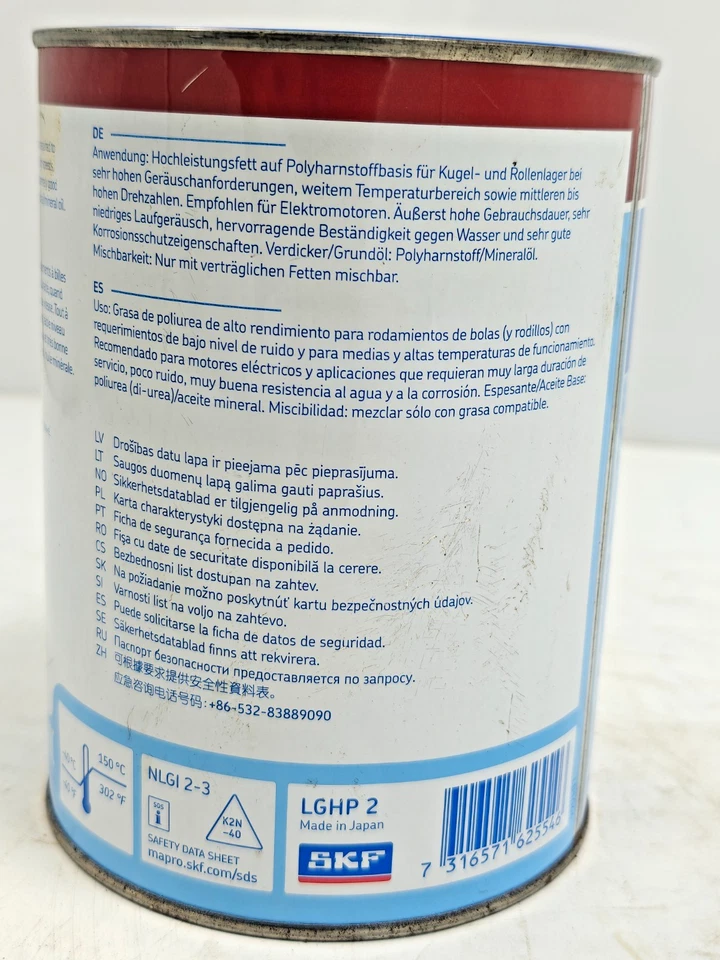 DE
Anwendung: Hochleistungsfett auf Polyharnstoffbasis für Kugel- und Rollenlager bei
sehr hohen Geräuschanforderungen, weitem Temperaturbereich sowie mittleren bis
hohen Drehzahlen. Empfohlen für Elektromotoren. Äußerst hohe Gebrauchsdauer, sehr
niedriges Laufgeräusch, hervorragende Beständigkeit gegen Wasser und sehr gute
Korrosionsschutzeigenschaften. Verdicker/Grundöl: Polyharnstoff/Mineralöl.
Mischbarkeit: Nur mit verträglichen Fetten mischbar.
ES
Uso: Grasa de poliurea de alto rendimiento para rodamientos de bolas (y rodillos) con
requerimientos de bajo nivel de ruido y para medias y altas temperaturas de funcionamiento.
Recomendado para motores eléctricos y aplicaciones que requieran muy larga duración de
servicio, poco ruido, muy buena resistencia al agua y a la corrosión. Espesante/Aceite Base:
poliurea (di-urea)/aceite mineral. Miscibilidad: mezclar sólo con grasa compatible.
LV Drošības datu lapa ir pieejama pēc pieprasījuma.
LT Saugos duomenų lapą galima gauti paprašius.
NO Sikkerhetsdatablad er tilgjengelig på anmodning.
PL Karta charakterystyki dostępna na żądanie.
PT Ficha de segurança fornecida a pedido.
RO Fişa cu date de securitate disponibilă la cerere.
CS Bezbednosni list dostupan na zahtev.
SK Na požiadanie možno poskytnúť kartu bezpečnostných údajov.
SI Varnosti list na voljo na zahtevo.
ES Puede solicitarse la ficha de datos de seguridad.
SE Säkerhetsdatablad finns att rekvirera.
RU Паспорт безопасности предоставляется по запросу.
ZH 可根據要求提供安全性資料表。
应急咨询电话号码：+86-532-83889090
150 °C
302 °F
NLGI 2-3
SDS
K2N
-40
SAFETY DATA SHEET
mapro.skf.com/sds
LGHP 2
Made in Japan
SKF
7 316571 625546